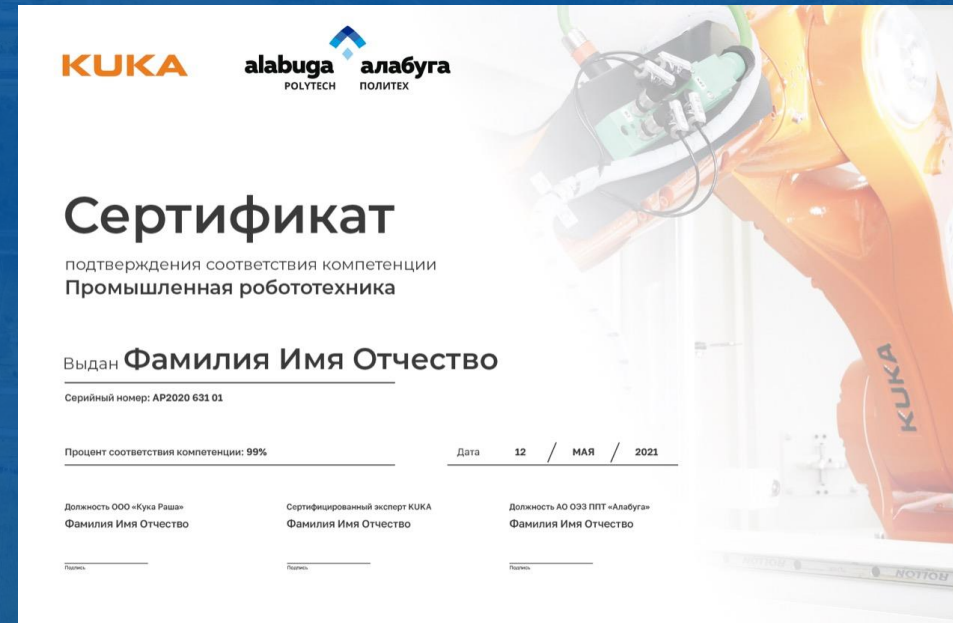 KUKA
alabuga алабуга
POLYTECH ПОЛИТЕХ
Сертификат
подтверждения соответствия компетенции
Промышленная робототехника
Выдан Фамилия Имя Отчество
Серийный номер: AP2020 631 01
Процент соответствия компетенции: 99%
Дата 12 / МАЯ / 2021
Должность ООО «Кука Раша»
Фамилия Имя Отчество
Подпись
Сертифицированный эксперт KUKA
Фамилия Имя Отчество
Подпись
Должность АО ОЭЗ ППТ «Алабуга»
Фамилия Имя Отчество
Подпись
KUKA
NOTION